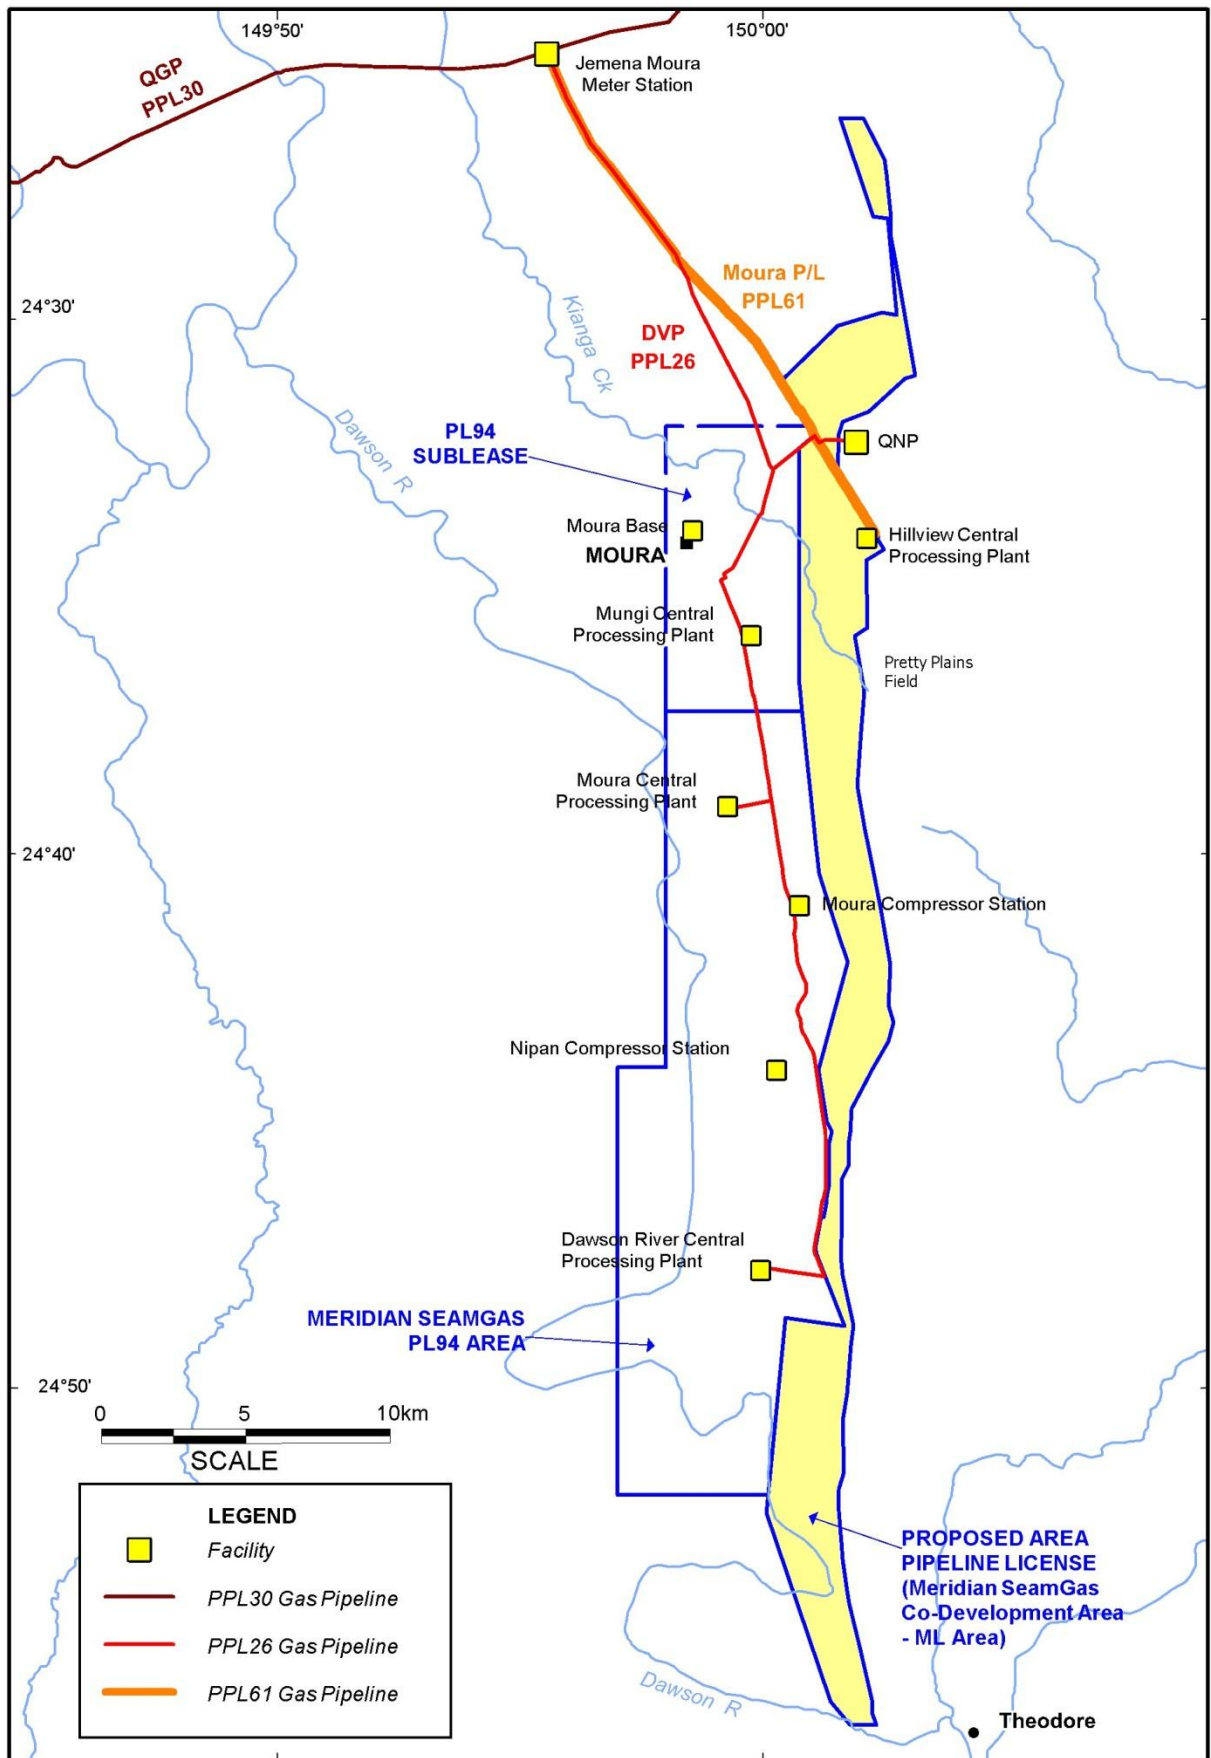 149°50'
150°00'
QGP
PPL30
Jemena Moura
Meter Station
Moura P/L
PPL61
24°30'
Kianga Ck
DVP
PPL26
Dawson R
PL94
SUBLEASE
QNP
Moura Base
MOURA
Hillview Central
Processing Plant
Mungi Central
Processing Plant
Pretty Plains
Field
Moura Central
Processing Plant
24°40'
Moura Compressor Station
Nipan Compressor Station
Dawson River Central
Processing Plant
MERIDIAN SEAMGAS
PL94 AREA
24°50'
0 5 10km
SCALE
LEGEND
Facility
PPL30 Gas Pipeline
PPL26 Gas Pipeline
PPL61 Gas Pipeline
PROPOSED AREA
PIPELINE LICENSE
(Meridian SeamGas
Co-Development Area
- ML Area)
Dawson R
Theodore